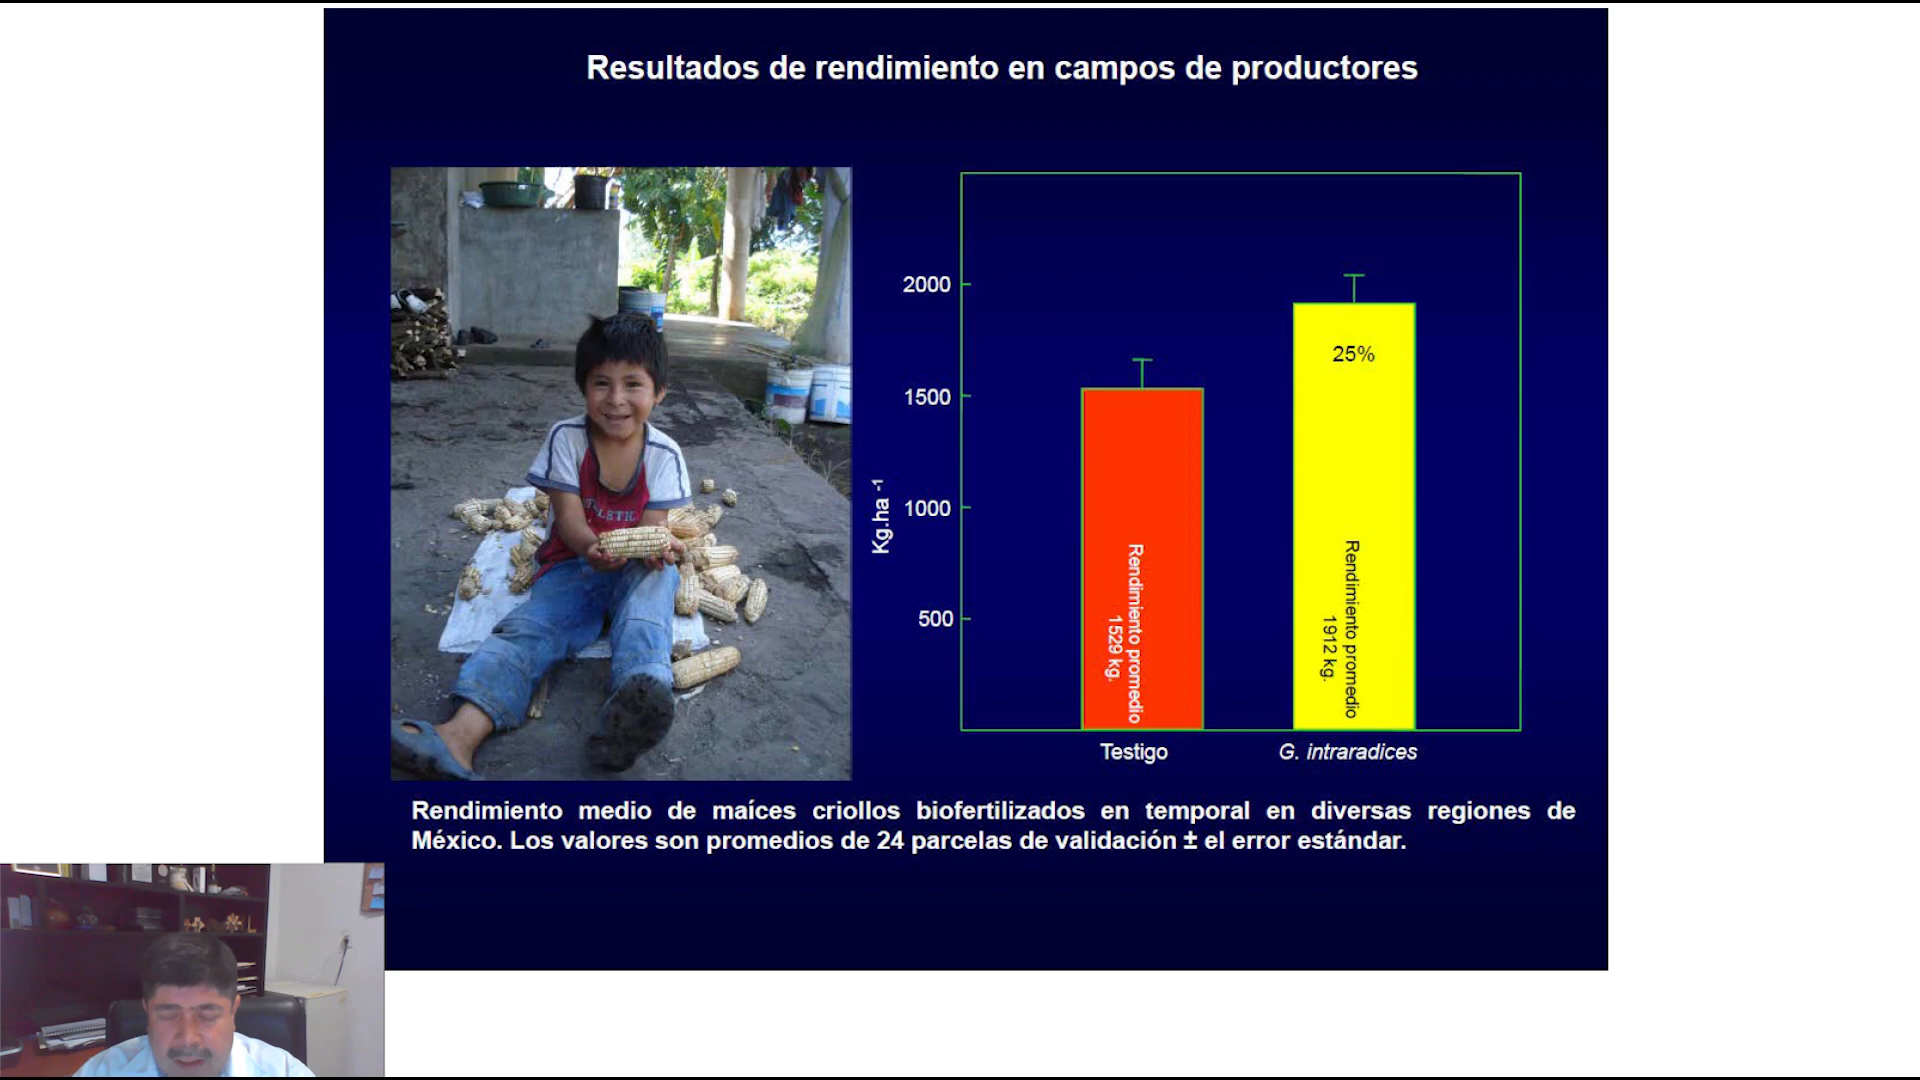 Resultados de rendimiento en campos de productores
2000
1500
1000
500
Kg.ha -1
25%
Rendimiento promedio
1529 kg.
Rendimiento promedio
1912 kg.
Testigo
G. intraradices
Rendimiento medio de maíces criollos biofertilizados en temporal en diversas regiones de
México. Los valores son promedios de 24 parcelas de validación ± el error estándar.